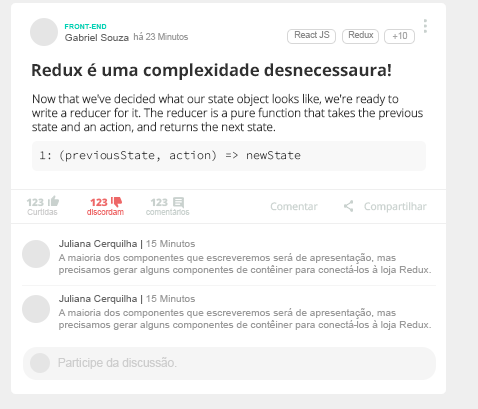 FRONT-END
Gabriel Souza há 23 Minutos
React JS
Redux
+10
Redux é uma complexidade desnecessaura!
Now that we've decided what our state object looks like, we're ready to
write a reducer for it. The reducer is a pure function that takes the previous
state and an action, and returns the next state.
1: (previousState, action) => newState
123
Curtidas
123
discordam
123
comentários
Comentar
Compartilhar
Juliana Cerquilha | 15 Minutos
A maioria dos componentes que escreveremos será de apresentação, mas
precisamos gerar alguns componentes de contêiner para conectá-los à loja Redux.
Juliana Cerquilha | 15 Minutos
A maioria dos componentes que escreveremos será de apresentação, mas
precisamos gerar alguns componentes de contêiner para conectá-los à loja Redux.
Participe da discussão.